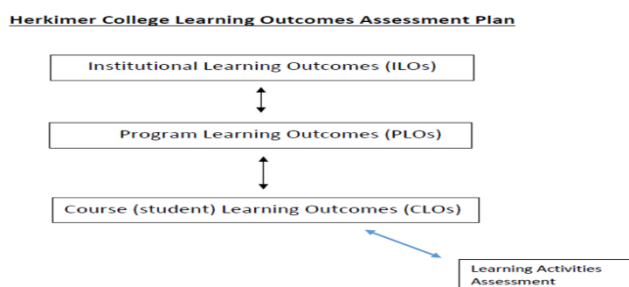 Herkimer College Learning Outcomes Assessment Plan
Institutional Learning Outcomes (ILOs)
Program Learning Outcomes (PLOs)
Course (student) Learning Outcomes (CLOs)
Learning Activities
Assessment